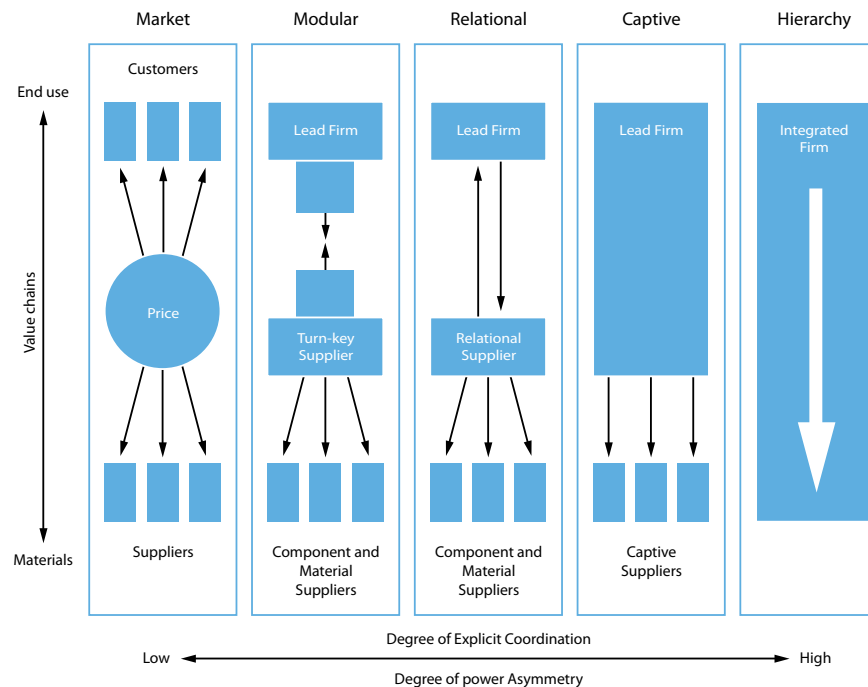 Market
Modular
Relational
Captive
Hierarchy
End use
Value chains
Materials
Customers
Price
Suppliers
Lead Firm
Turn-key
Supplier
Component and
Material
Suppliers
Lead Firm
Relational
Supplier
Component and
Material
Suppliers
Lead Firm
Captive
Suppliers
Integrated
Firm
Degree of Explicit Coordination
Low
High
Degree of power Asymmetry